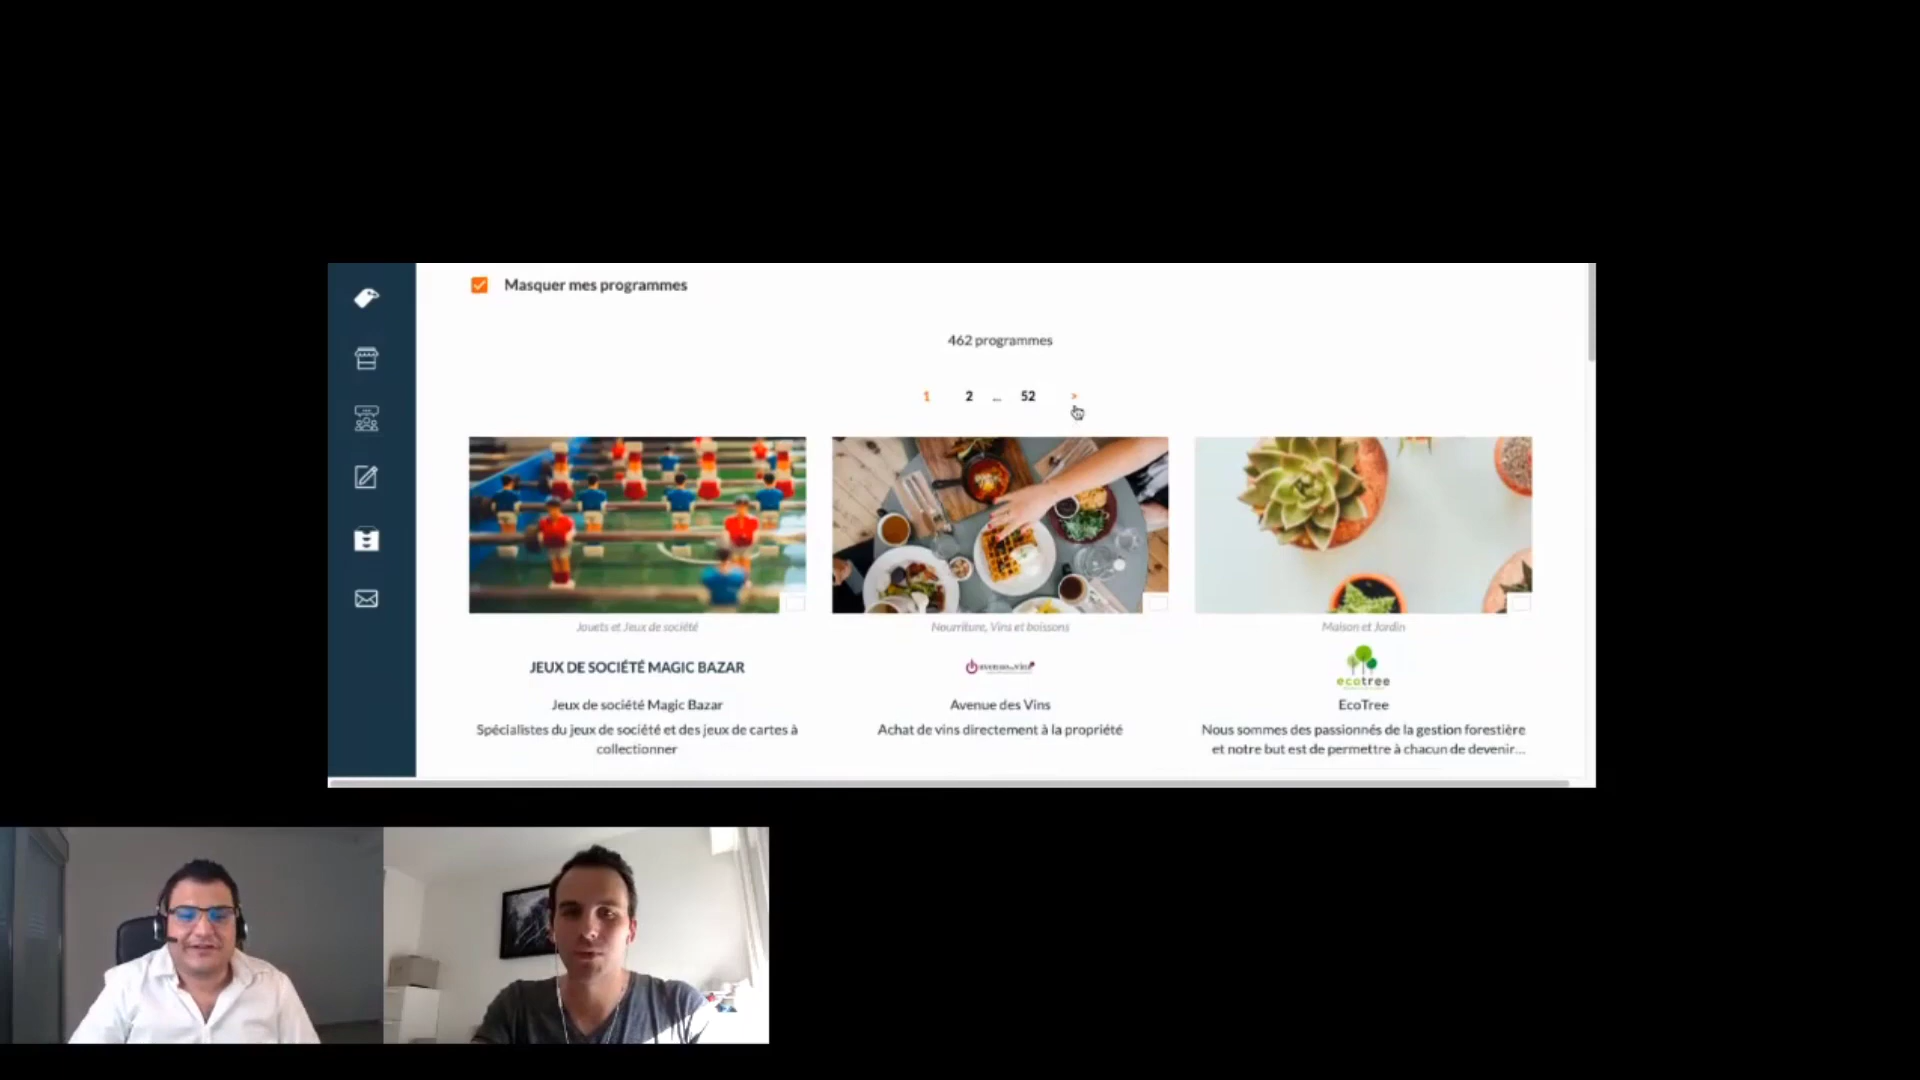 Masquer mes programmes
462 programmes
1 2 ... 52 >
Jouets et Jeux de société
Nourriture, Vins et boissons
Maison et Jardin
JEUX DE SOCIÉTÉ MAGIC BAZAR
avenue des vins
ecotree
Jeux de société Magic Bazar
Avenue des Vins
EcoTree
Spécialistes du jeux de société et des jeux de cartes à
collectionner
Achat de vins directement à la propriété
Nous sommes des passionnés de la gestion forestière
et notre but est de permettre à chacun de devenir...